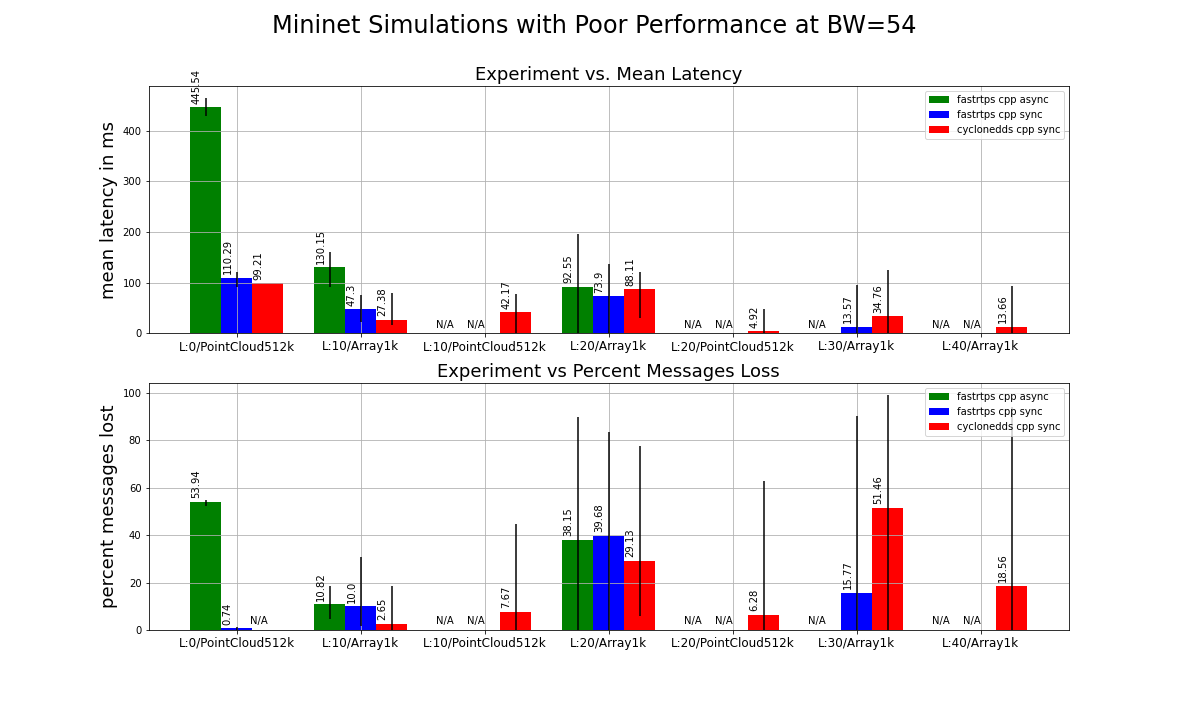 Mininet Simulations with Poor Performance at BW=54
Experiment vs. Mean Latency
mean latency in ms
400
300
200
100
0
445.54
110.29
99.21
130.15
47.3
27.38
N/A
N/A
42.17
92.55
73.9
88.11
N/A
N/A
4.92
N/A
13.57
34.76
N/A
N/A
13.66
fastrtps cpp async
fastrtps cpp sync
cyclonedds cpp sync
L:0/PointCloud512k
L:10/Array1k
L:10/PointCloud512k
L:20/Array1k
L:20/PointCloud512k
L:30/Array1k
L:40/Array1k
Experiment vs Percent Messages Loss
percent messages lost
100
80
60
40
20
0
53.94
0.74
N/A
10.82
10.0
2.65
N/A
N/A
7.67
38.15
39.68
29.13
N/A
N/A
6.28
N/A
15.77
51.46
N/A
N/A
18.56
fastrtps cpp async
fastrtps cpp sync
cyclonedds cpp sync
L:0/PointCloud512k
L:10/Array1k
L:10/PointCloud512k
L:20/Array1k
L:20/PointCloud512k
L:30/Array1k
L:40/Array1k